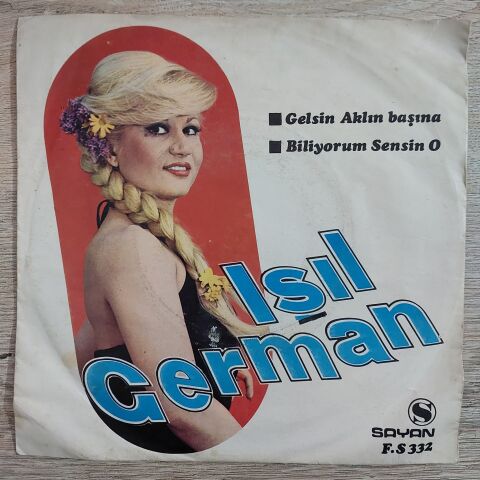 ■ Gelsin Aklın başına
■ Biliyorum Sensin O
Işıl
German
S
SAYAN
F.S 332